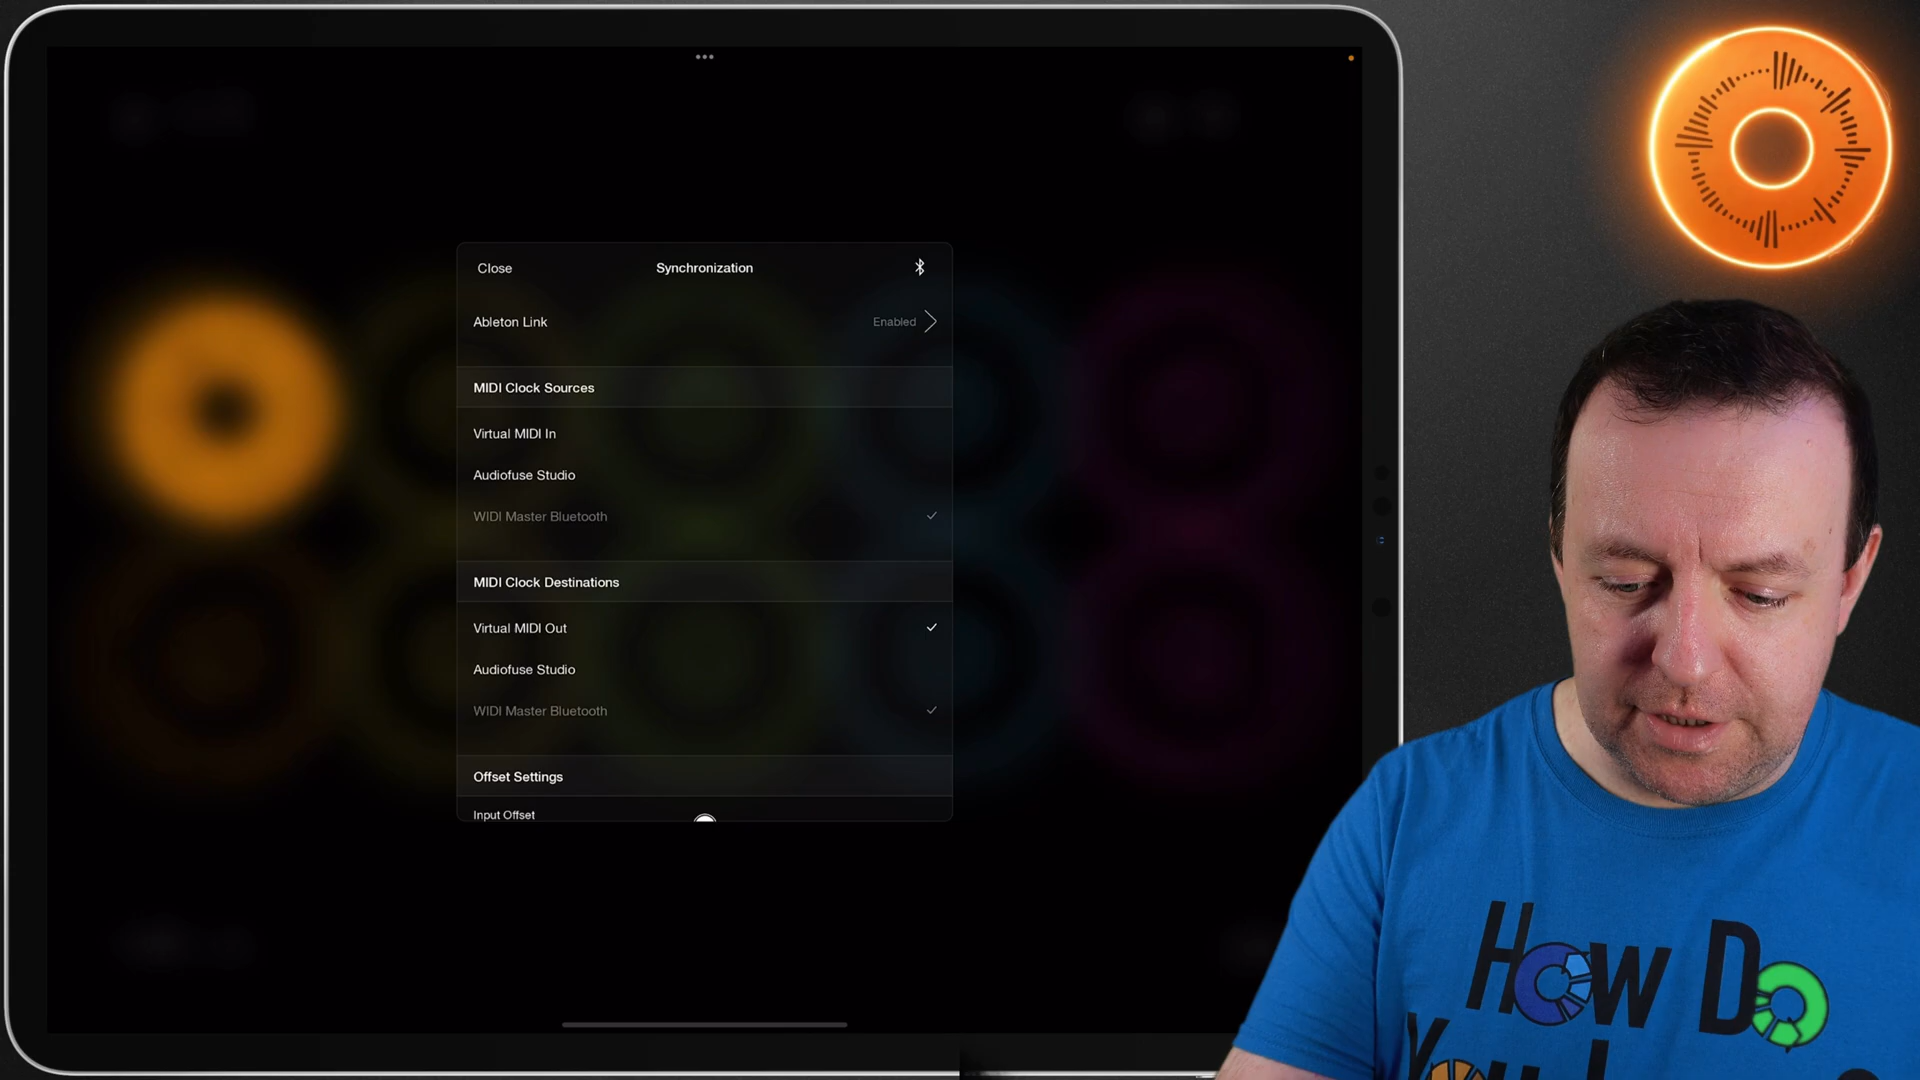 Close
Synchronization
Ableton Link
Enabled
MIDI Clock Sources
Virtual MIDI In
Audiofuse Studio
WIDI Master Bluetooth
MIDI Clock Destinations
Virtual MIDI Out
Audiofuse Studio
WIDI Master Bluetooth
Offset Settings
Input Offset
How Do